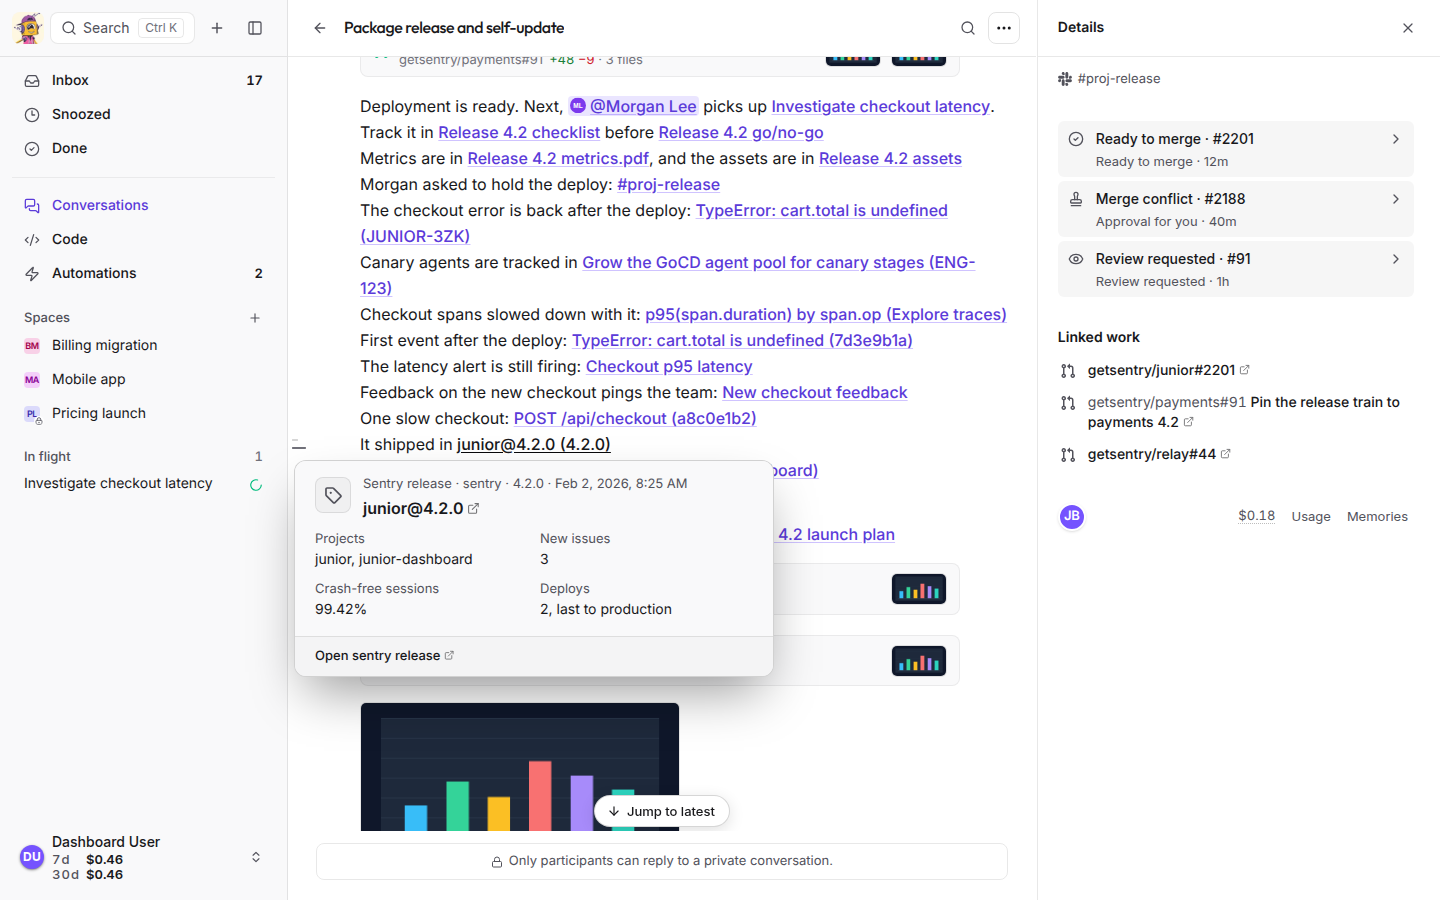 Search Ctrl K
Inbox 17
Snoozed
Done
Conversations
Code
Automations 2
Spaces
BM Billing migration
MA Mobile app
PL Pricing launch
In flight 1
Investigate checkout latency
DU Dashboard User
7d $0.46
30d $0.46
Package release and self-update
getsentry/payments#91 +48 −9 · 3 files
Deployment is ready. Next, ML @Morgan Lee picks up Investigate checkout latency.
Track it in Release 4.2 checklist before Release 4.2 go/no-go
Metrics are in Release 4.2 metrics.pdf, and the assets are in Release 4.2 assets
Morgan asked to hold the deploy: #proj-release
The checkout error is back after the deploy: TypeError: cart.total is undefined
(JUNIOR-3ZK)
Canary agents are tracked in Grow the GoCD agent pool for canary stages (ENG-
123)
Checkout spans slowed down with it: p95(span.duration) by span.op (Explore traces)
First event after the deploy: TypeError: cart.total is undefined (7d3e9b1a)
The latency alert is still firing: Checkout p95 latency
Feedback on the new checkout pings the team: New checkout feedback
One slow checkout: POST /api/checkout (a8c0e1b2)
It shipped in junior@4.2.0 (4.2.0)
oard)
4.2 launch plan
Sentry release · sentry · 4.2.0 · Feb 2, 2026, 8:25 AM
junior@4.2.0
Projects New issues
junior, junior-dashboard 3
Crash-free sessions Deploys
99.42% 2, last to production
Open sentry release
Jump to latest
Only participants can reply to a private conversation.
Details
#proj-release
Ready to merge · #2201
Ready to merge · 12m
Merge conflict · #2188
Approval for you · 40m
Review requested · #91
Review requested · 1h
Linked work
getsentry/junior#2201
getsentry/payments#91 Pin the release train to
payments 4.2
getsentry/relay#44
JB $0.18 Usage Memories